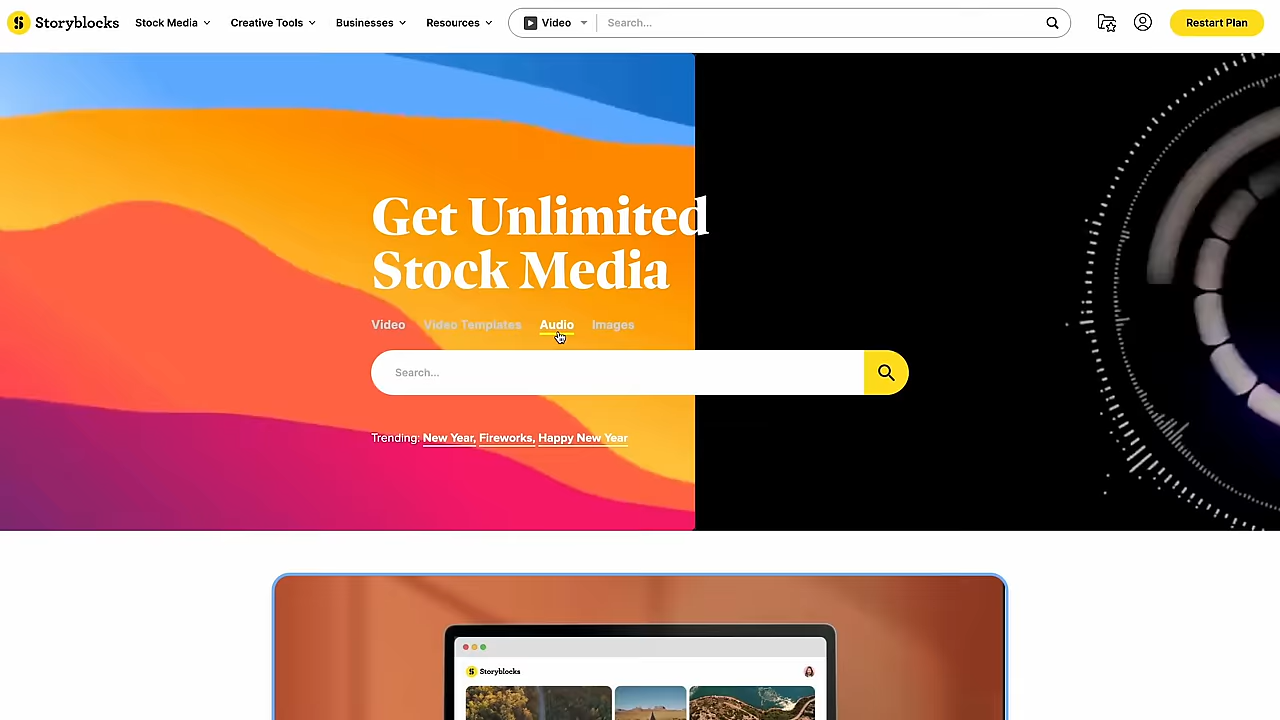 Storyblocks Stock Media Creative Tools Businesses Resources Video Search... Restart Plan
Get Unlimited
Stock Media
Video Video Templates Audio Images
Search...
Trending: New Year, Fireworks, Happy New Year
Storyblocks